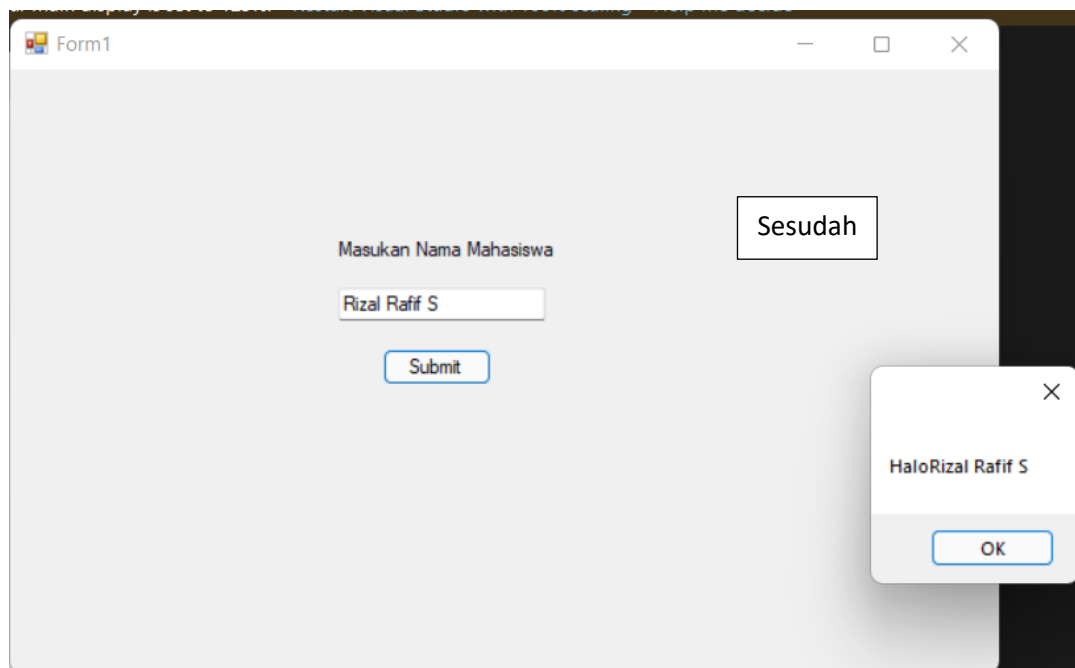 Form1
Sesudah
Masukan Nama Mahasiswa
Rizal Rafif S
Submit
HaloRizal Rafif S
OK